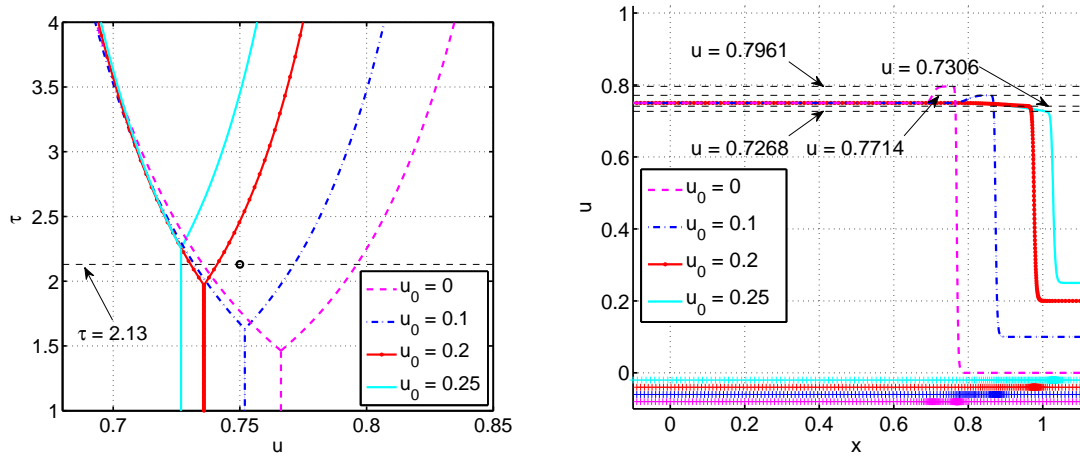 4
3.5
3
2.5
2
1.5
1
τ
τ = 2.13
u₀ = 0
u₀ = 0.1
u₀ = 0.2
u₀ = 0.25
0.7
0.75
0.8
0.85
u
1
0.8
0.6
0.4
0.2
0
u
u = 0.7961
u = 0.7306
u = 0.7268
u = 0.7714
u₀ = 0
u₀ = 0.1
u₀ = 0.2
u₀ = 0.25
0
0.2
0.4
0.6
0.8
1
x